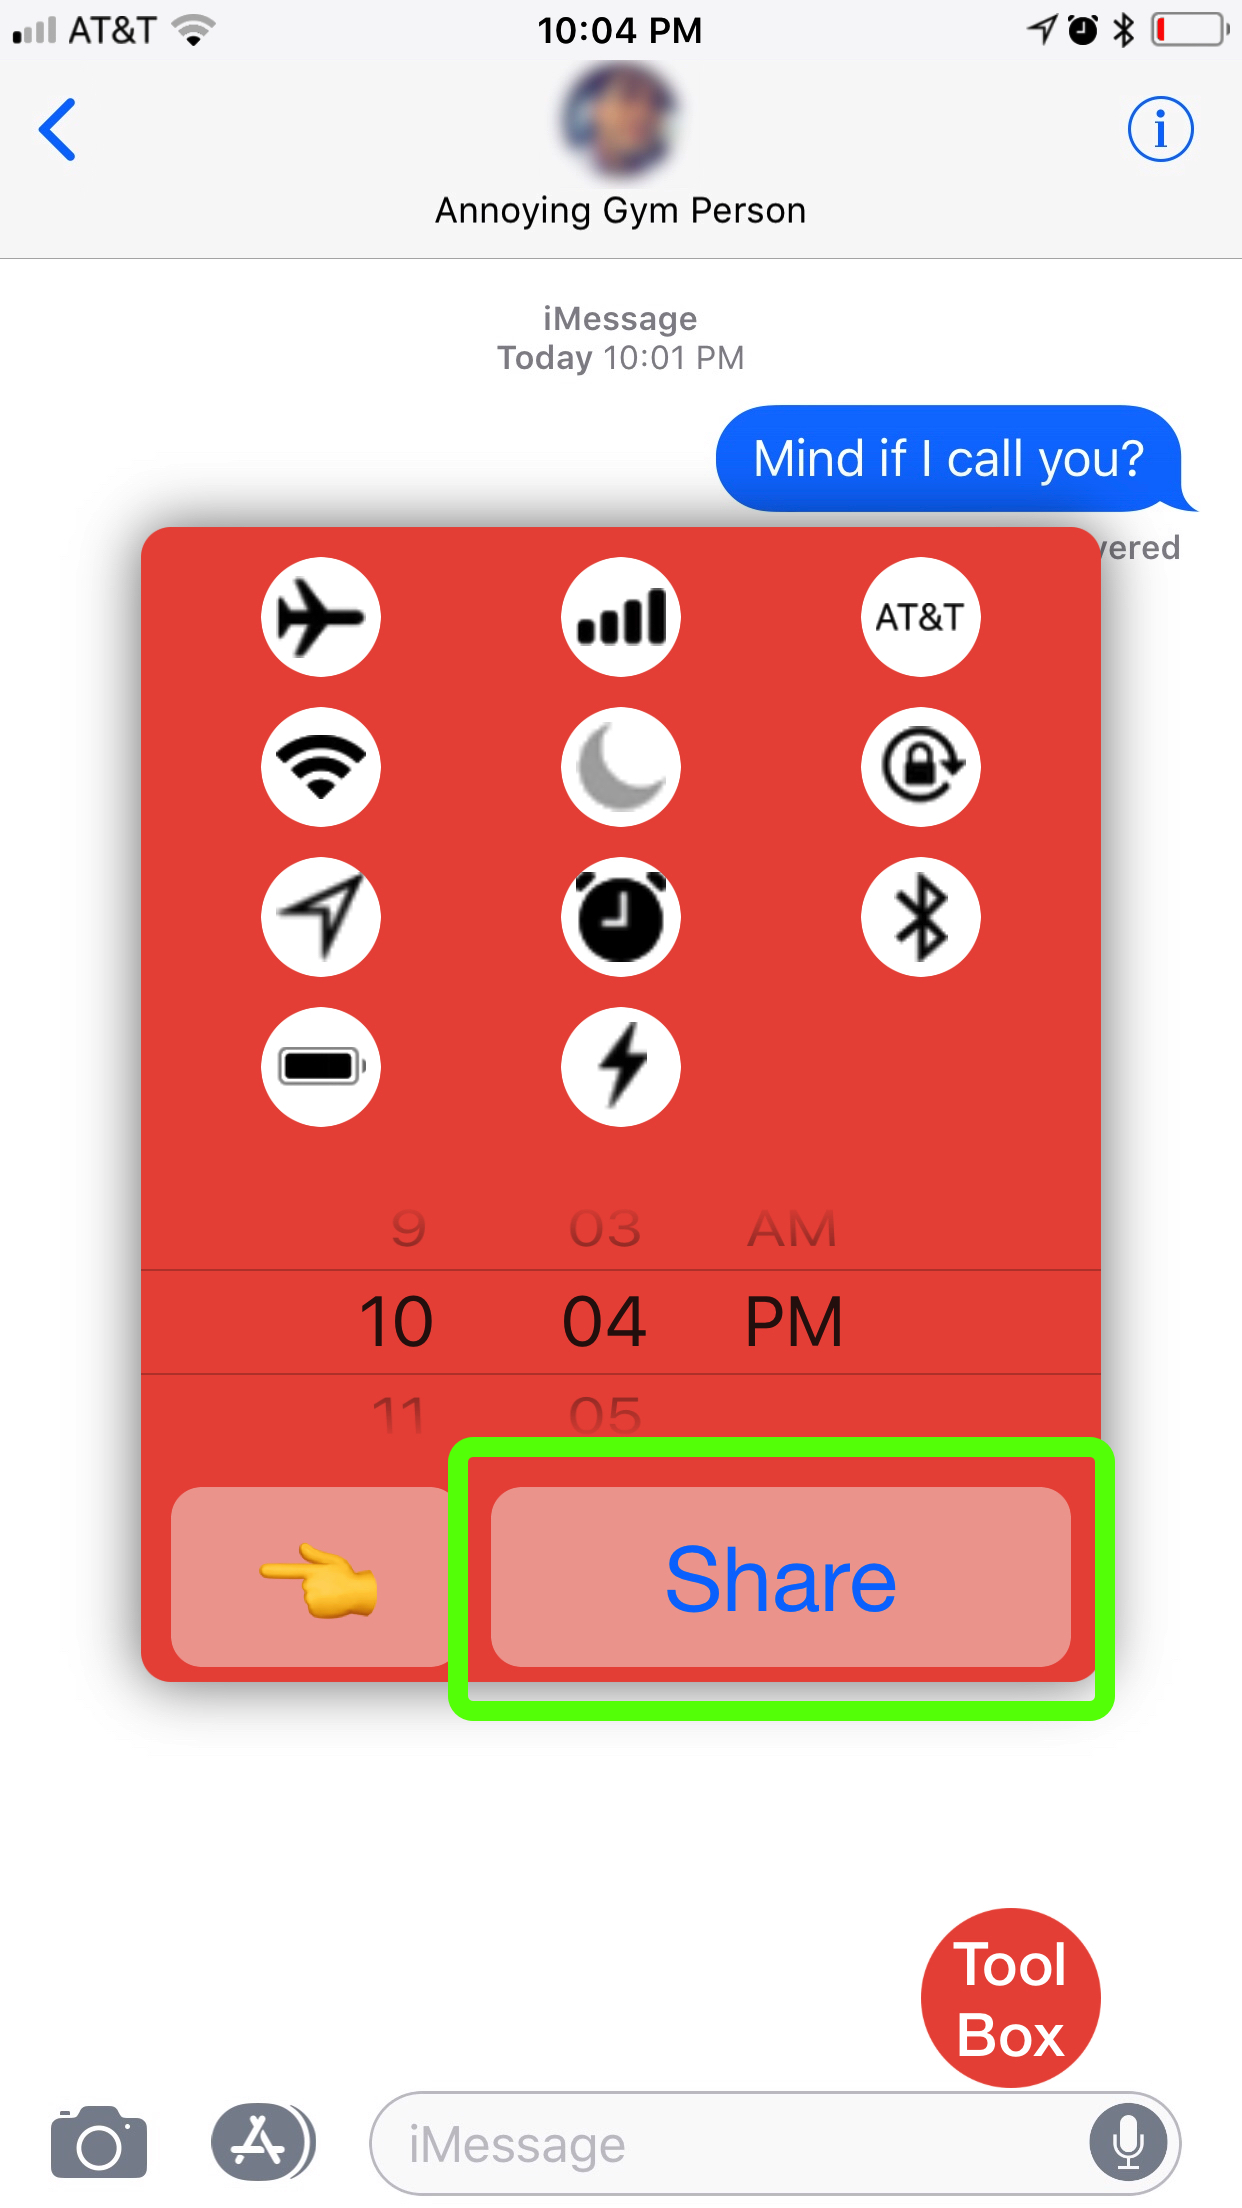 AT&T
10:04 PM
Annoying Gym Person
iMessage
Today 10:01 PM
Mind if I call you?
vered
AT&T
9 03 AM
10 04 PM
11 05
Share
Tool
Box
iMessage